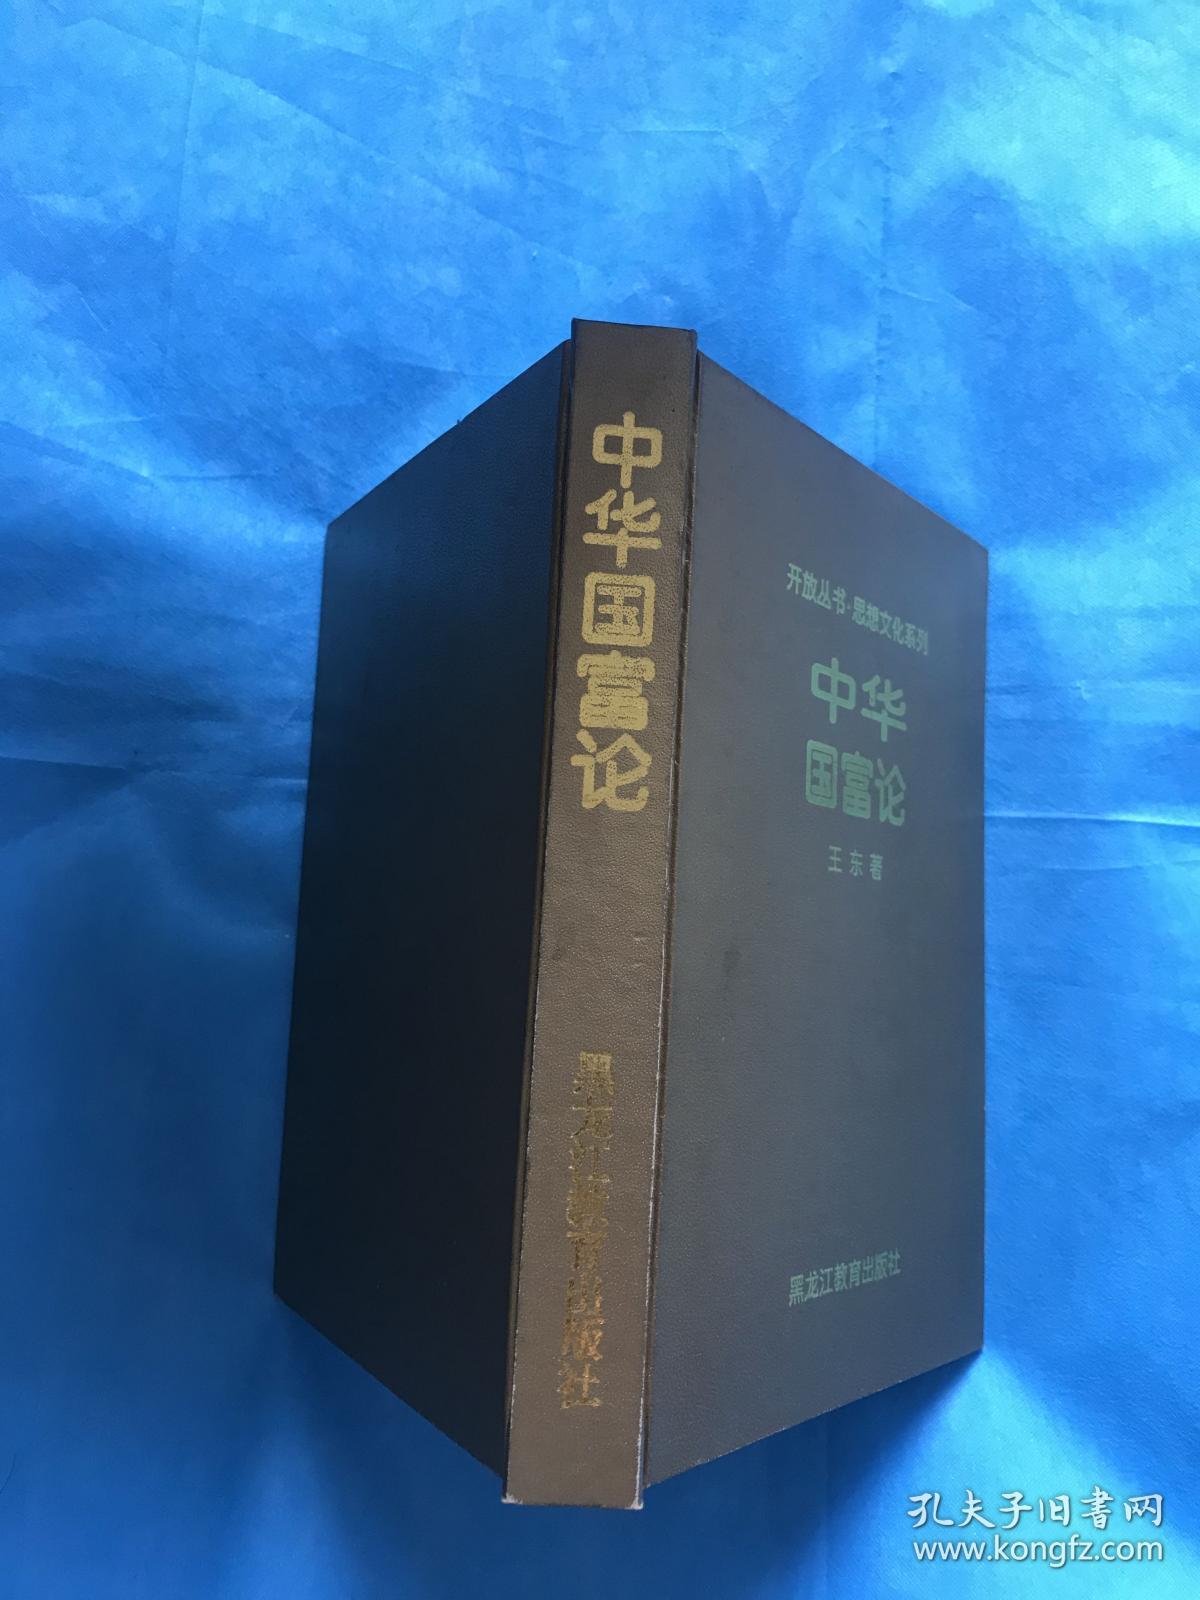 中华国富论
黑龙江教育出版社
开放丛书·思想文化系列
中华
国富论
王东著
黑龙江教育出版社
孔夫子旧书网
www.kongfz.com